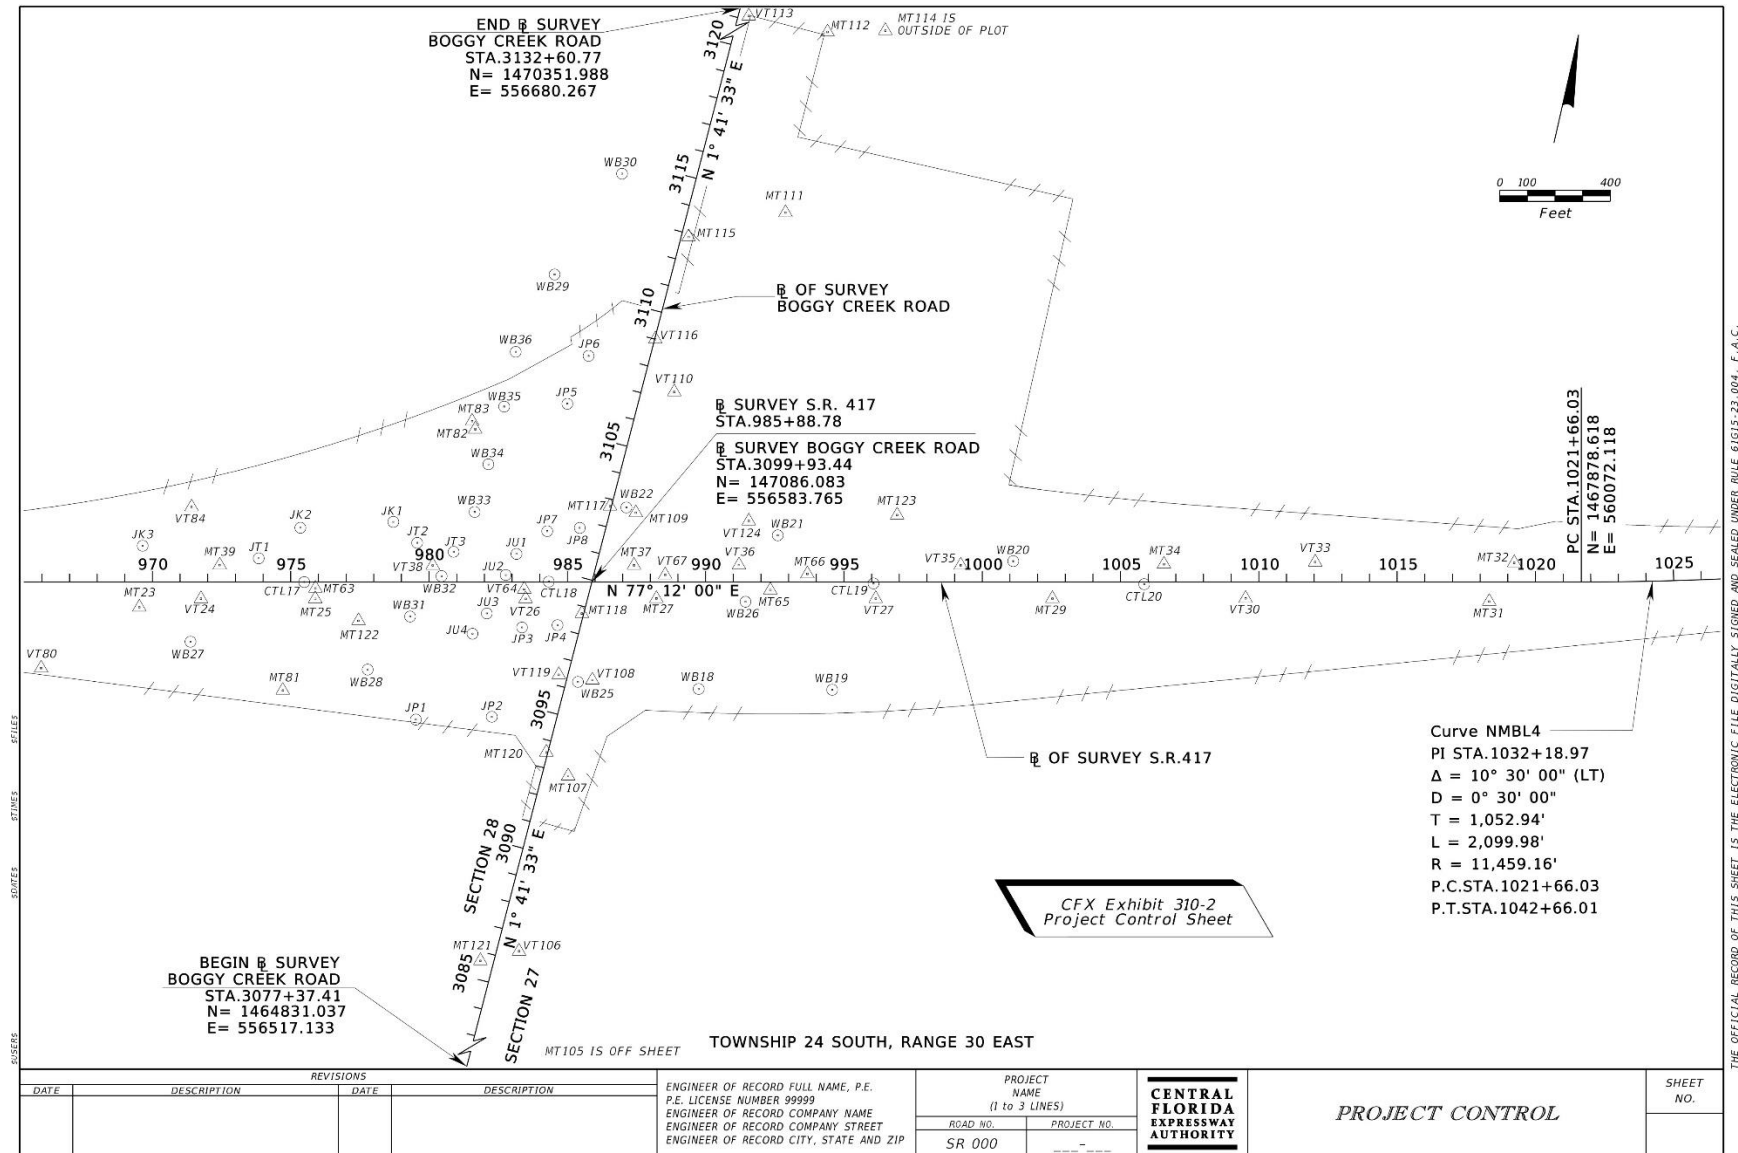 END BL SURVEY
BOGGY CREEK ROAD
STA.3132+60.77
N= 1470351.988
E= 556680.267
VT113
MT112
MT114 IS
OUTSIDE OF PLOT
3120
N 1° 41' 33" E
3115
WB30
MT111
MT115
0 100 400
Feet
WB29
3110
BL OF SURVEY
BOGGY CREEK ROAD
WB36
JP6
VT116
VT110
WB35
JP5
MT83
MT82
BL SURVEY S.R. 417
STA.985+88.78
BL SURVEY BOGGY CREEK ROAD
STA.3099+93.44
N= 147086.083
E= 556583.765
3105
WB34
PC STA.1021+66.03
N= 1467878.618
E= 560072.118
VT84
JK3
JK2
JK1
WB33
JT2
JT3
JU1
JP7
JP8
MT117
WB22
MT109
VT124
WB21
MT123
MT39
JT1
VT38
JU2
MT37
VT67
VT36
MT66
VT35
WB20
MT34
VT33
MT32
970 975 980 985 990 995 1000 1005 1010 1015 1020 1025
N 77° 12' 00" E
MT23
VT24
CTL17
MT63
MT25
MT122
WB31
WB32
JU3
JU4
VT64
VT26
CTL18
JP3
JP4
MT118
MT27
WB26
MT65
CTL19
VT27
MT29
CTL20
VT30
MT31
WB27
VT80
MT81
WB28
JP1
JP2
VT119
VT108
WB25
WB18
WB19
3095
MT120
MT107
BL OF SURVEY S.R.417
Curve NMBL4
PI STA.1032+18.97
Δ = 10° 30' 00" (LT)
D = 0° 30' 00"
T = 1,052.94'
L = 2,099.98'
R = 11,459.16'
P.C.STA.1021+66.03
P.T.STA.1042+66.01
SECTION 28
3090
N 1° 41' 33" E
CFX Exhibit 310-2
Project Control Sheet
MT121
VT106
3085
SECTION 27
BEGIN BL SURVEY
BOGGY CREEK ROAD
STA.3077+37.41
N= 1464831.037
E= 556517.133
MT105 IS OFF SHEET
TOWNSHIP 24 SOUTH, RANGE 30 EAST
$FILE$
$TIME$
$DATE$
$USER$
THE OFFICIAL RECORD OF THIS SHEET IS THE ELECTRONIC FILE DIGITALLY SIGNED AND SEALED UNDER RULE 61G15-23.004, F.A.C.
REVISIONS
DATE DESCRIPTION DATE DESCRIPTION
ENGINEER OF RECORD FULL NAME, P.E.
P.E. LICENSE NUMBER 99999
ENGINEER OF RECORD COMPANY NAME
ENGINEER OF RECORD COMPANY STREET
ENGINEER OF RECORD CITY, STATE AND ZIP
PROJECT
NAME
(1 to 3 LINES)
ROAD NO. PROJECT NO.
SR 000 ___-___
CENTRAL
FLORIDA
EXPRESSWAY
AUTHORITY
PROJECT CONTROL
SHEET
NO.